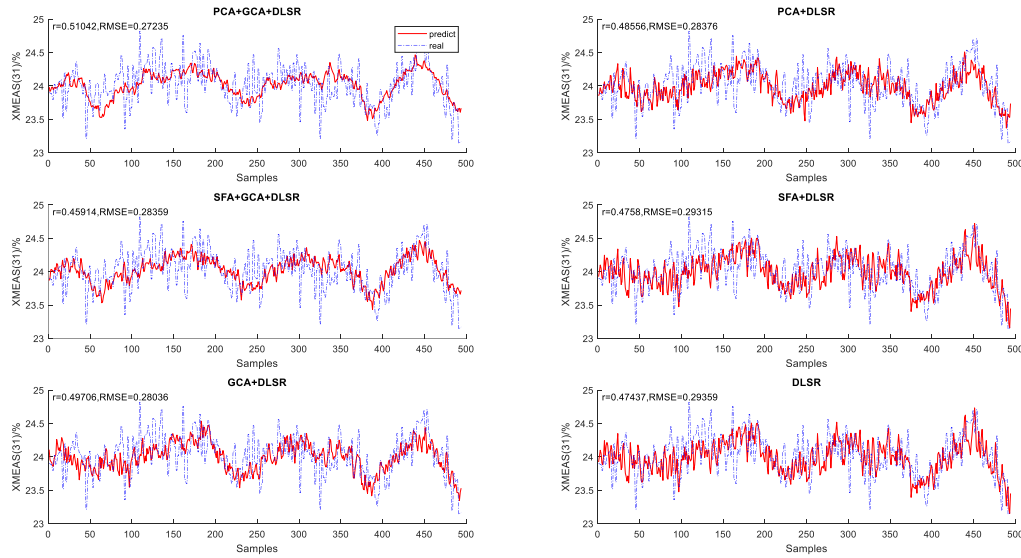 PCA+GCA+DLSR
r=0.51042,RMSE=0.27235
predict
real
XMEAS(31)/%
25
24.5
24
23.5
23
0 50 100 150 200 250 300 350 400 450 500
Samples
PCA+DLSR
r=0.48556,RMSE=0.28376
XMEAS(31)/%
25
24.5
24
23.5
23
0 50 100 150 200 250 300 350 400 450 500
Samples
SFA+GCA+DLSR
r=0.45914,RMSE=0.28359
XMEAS(31)/%
25
24.5
24
23.5
23
0 50 100 150 200 250 300 350 400 450 500
Samples
SFA+DLSR
r=0.4758,RMSE=0.29315
XMEAS(31)/%
25
24.5
24
23.5
23
0 50 100 150 200 250 300 350 400 450 500
Samples
GCA+DLSR
r=0.49706,RMSE=0.28036
XMEAS(31)/%
25
24.5
24
23.5
23
0 50 100 150 200 250 300 350 400 450 500
Samples
DLSR
r=0.47437,RMSE=0.29359
XMEAS(31)/%
25
24.5
24
23.5
23
0 50 100 150 200 250 300 350 400 450 500
Samples